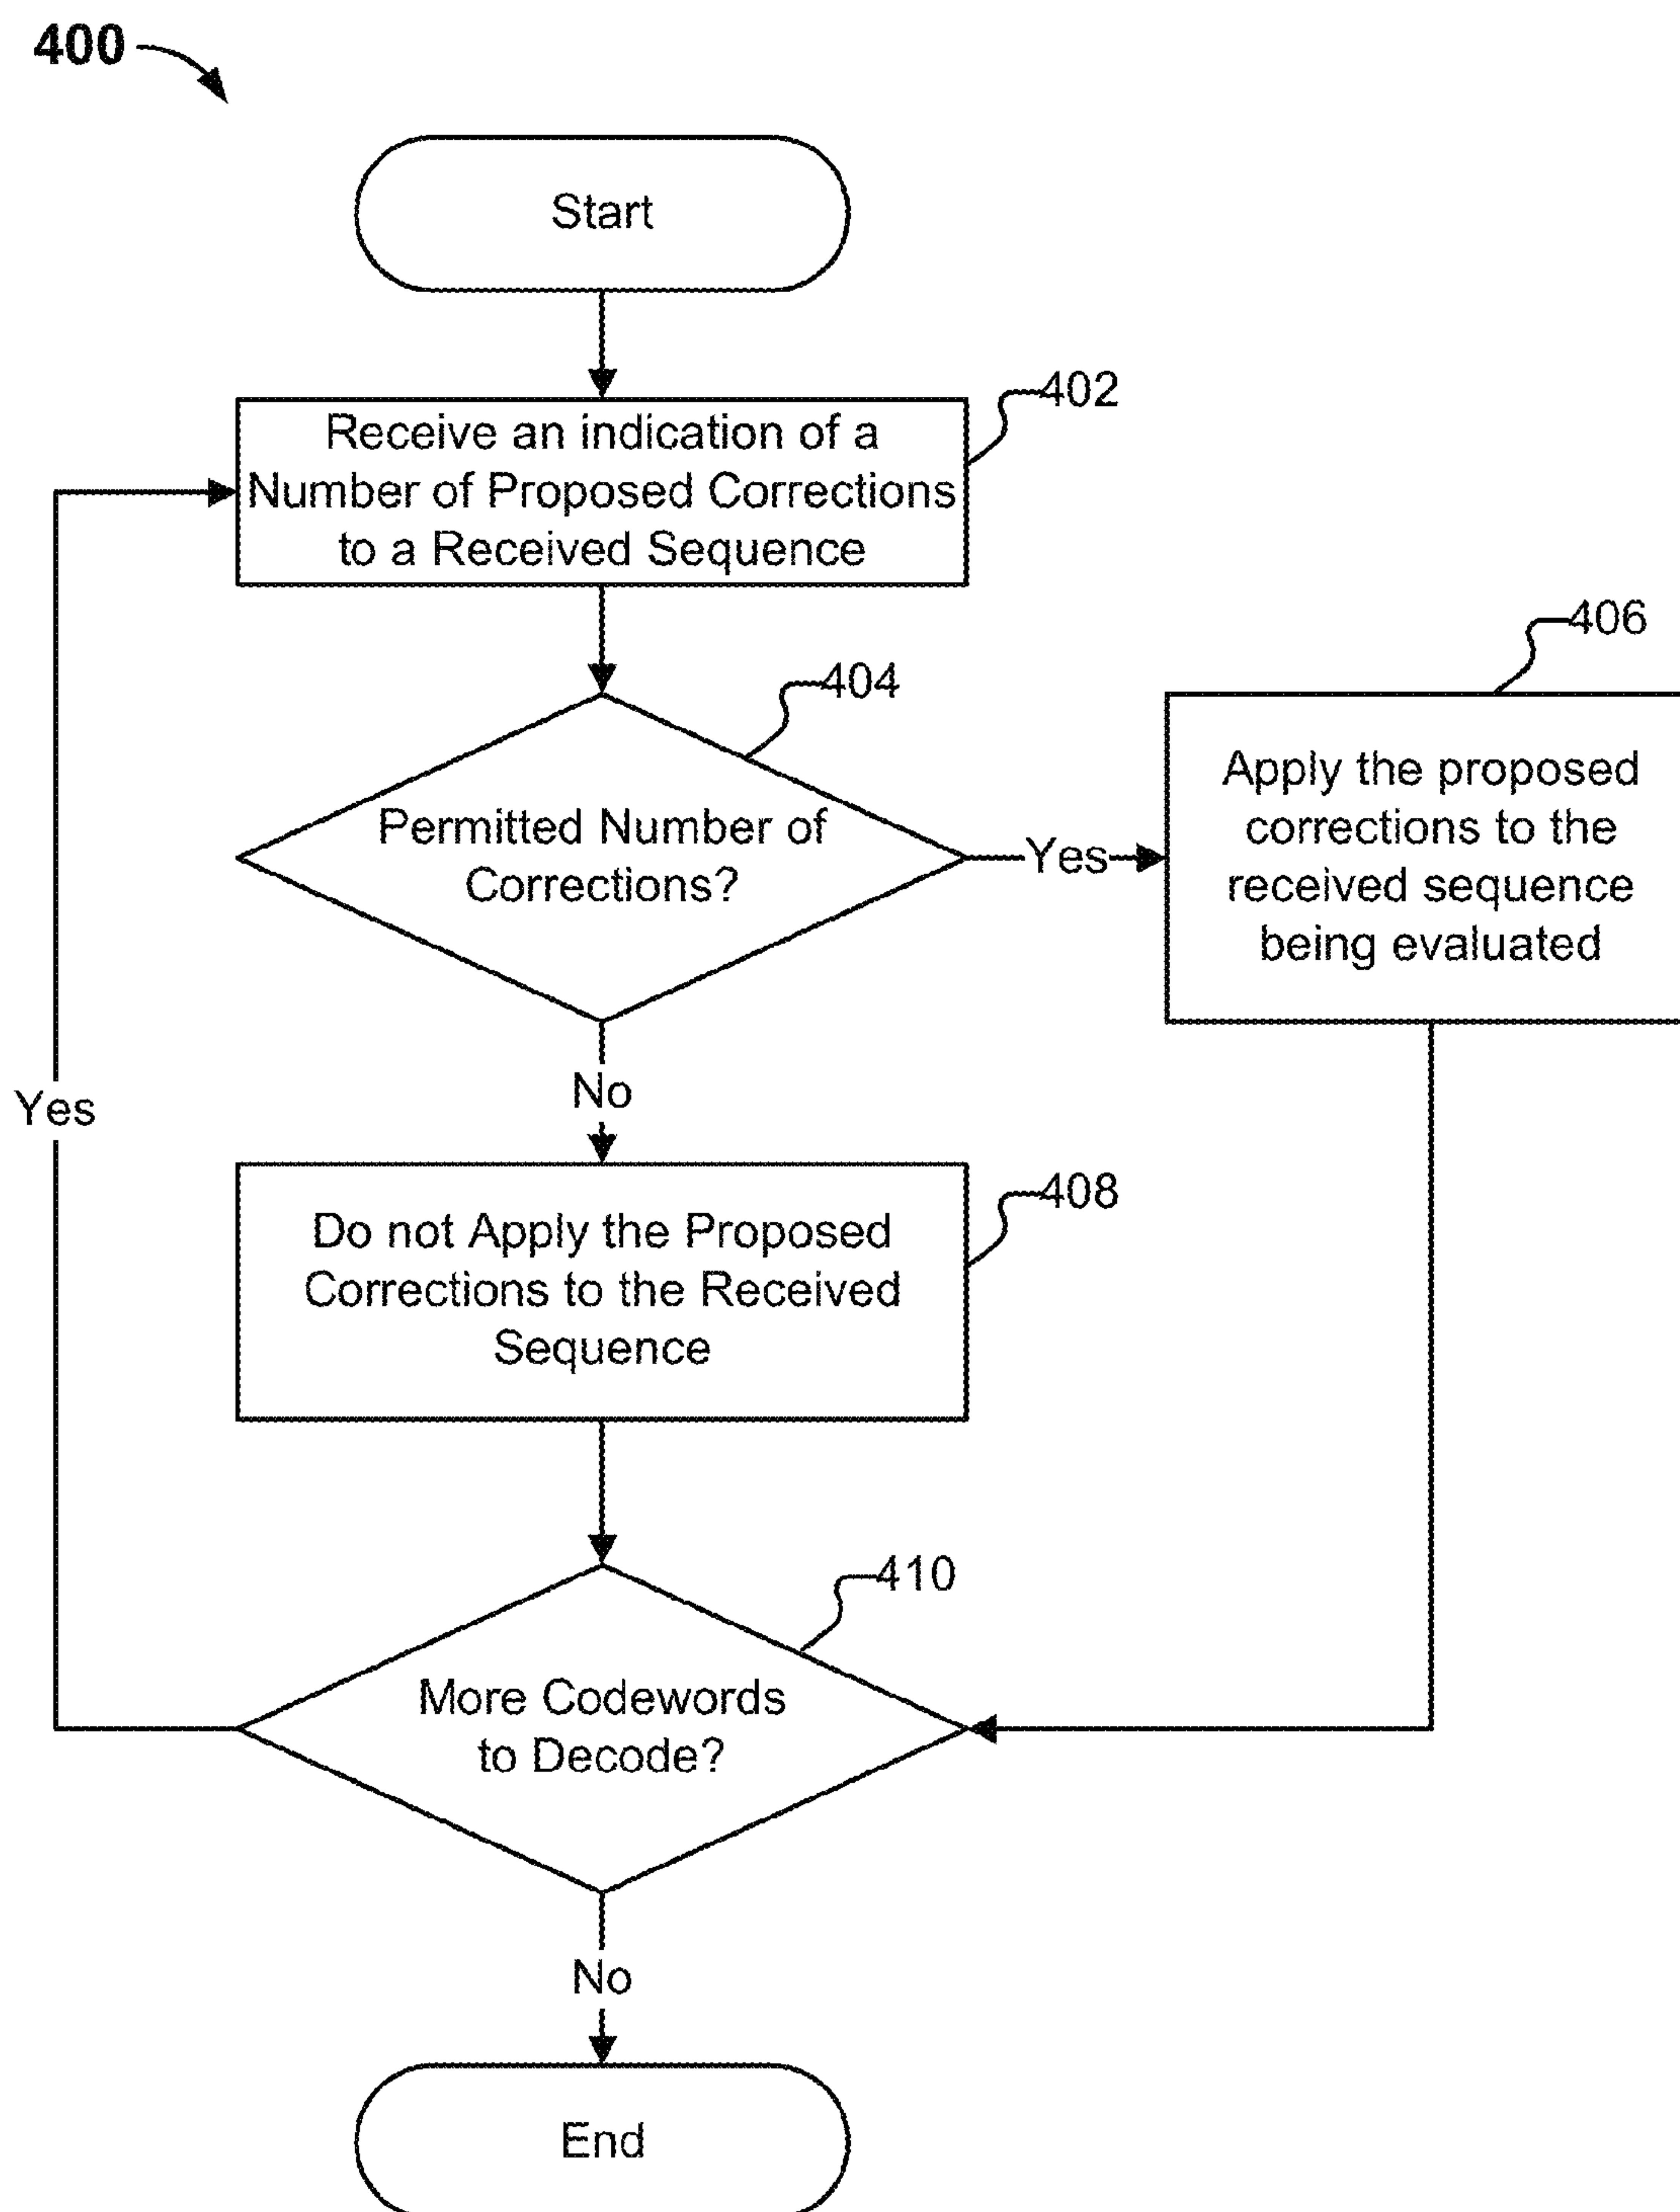 400
Start
402
Receive an indication of a
Number of Proposed Corrections
to a Received Sequence
404
Permitted Number of
Corrections?
Yes
406
Apply the proposed
corrections to the
received sequence
being evaluated
No
408
Do not Apply the Proposed
Corrections to the Received
Sequence
410
More Codewords
to Decode?
Yes
No
End